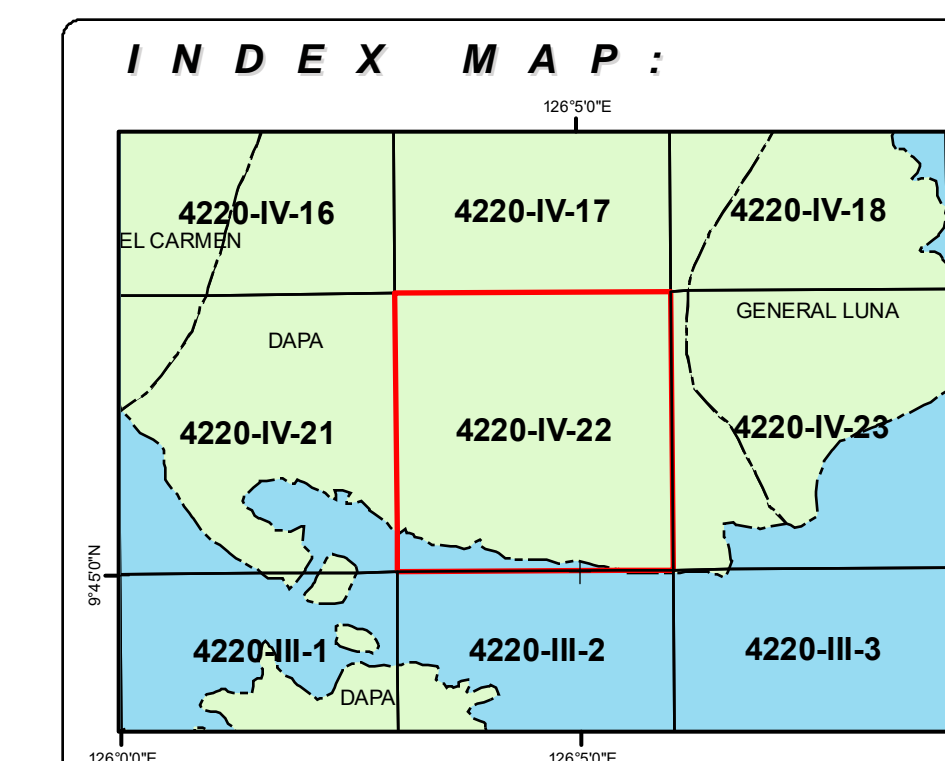 INDEX MAP:
126°5'0"E
4220-IV-16
4220-IV-17
4220-IV-18
EL CARMEN
GENERAL LUNA
DAPA
4220-IV-21
4220-IV-22
4220-IV-23
9°45'0"N
4220-III-1
4220-III-2
4220-III-3
DAPA
126°0'0"E
126°5'0"E